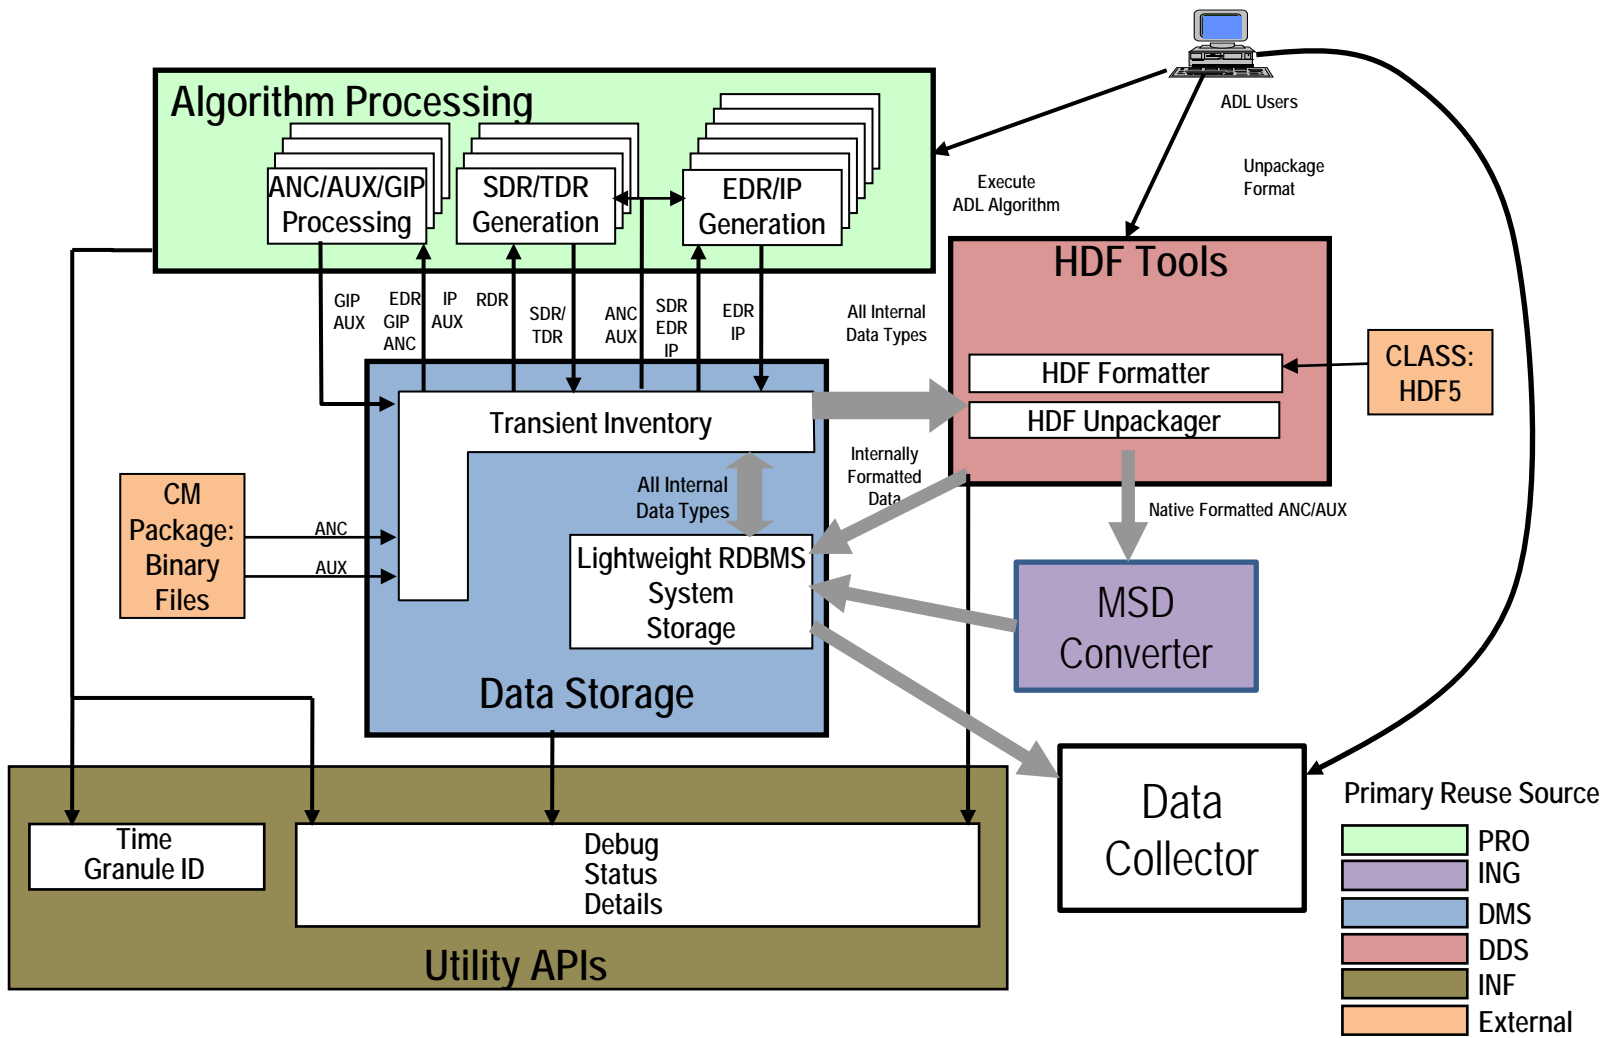 Algorithm Processing
ANC/AUX/GIP
Processing
SDR/TDR
Generation
EDR/IP
Generation
ADL Users
Execute
ADL Algorithm
Unpackage
Format
GIP
AUX
EDR
GIP
ANC
IP
AUX
RDR
SDR/
TDR
ANC
AUX
SDR
EDR
IP
EDR
IP
All Internal
Data Types
HDF Tools
HDF Formatter
HDF Unpackager
CLASS:
HDF5
Transient Inventory
Internally
Formatted
Data
All Internal
Data Types
Native Formatted ANC/AUX
CM
Package:
Binary
Files
ANC
AUX
Lightweight RDBMS
System
Storage
Data Storage
MSD
Converter
Data
Collector
Time
Granule ID
Debug
Status
Details
Utility APIs
Primary Reuse Source
PRO
ING
DMS
DDS
INF
External